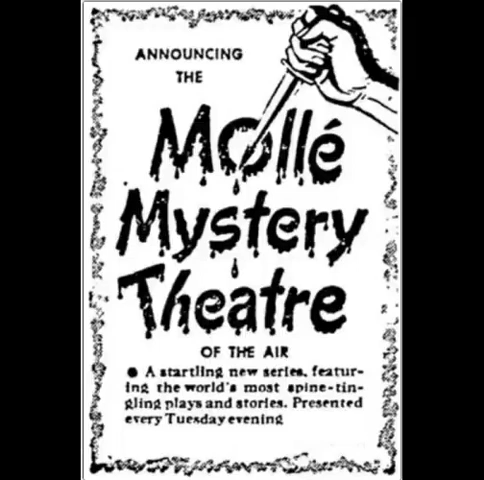 ANNOUNCING
THE
Mollé
Mystery
Theatre
OF THE AIR
● A startling new series, featur-
ing the world's most spine-tin-
gling plays and stories. Presented
every Tuesday evening